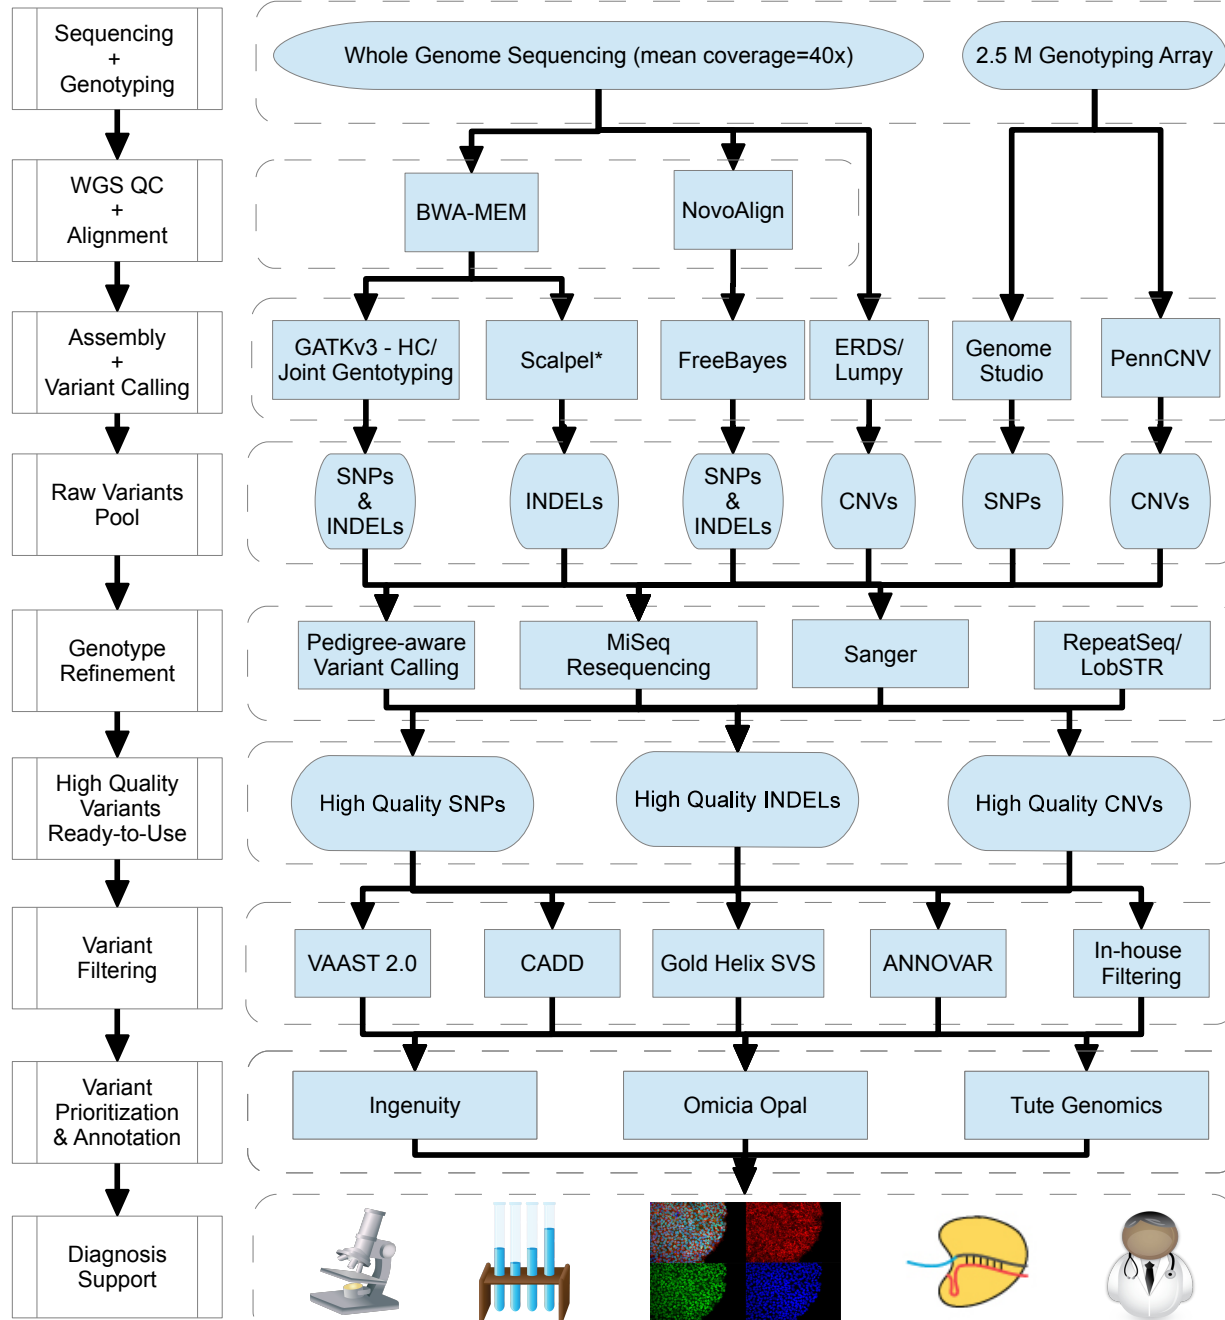 Sequencing
+
Genotyping
Whole Genome Sequencing (mean coverage=40x)
2.5 M Genotyping Array
WGS QC
+
Alignment
BWA-MEM
NovoAlign
Assembly
+
Variant Calling
GATKv3 - HC/
Joint Gentotyping
Scalpel*
FreeBayes
ERDS/
Lumpy
Genome
Studio
PennCNV
Raw Variants
Pool
SNPs
&
INDELs
INDELs
SNPs
&
INDELs
CNVs
SNPs
CNVs
Genotype
Refinement
Pedigree-aware
Variant Calling
MiSeq
Resequencing
Sanger
RepeatSeq/
LobSTR
High Quality
Variants
Ready-to-Use
High Quality SNPs
High Quality INDELs
High Quality CNVs
Variant
Filtering
VAAST 2.0
CADD
Gold Helix SVS
ANNOVAR
In-house
Filtering
Variant
Prioritization
& Annotation
Ingenuity
Omicia Opal
Tute Genomics
Diagnosis
Support